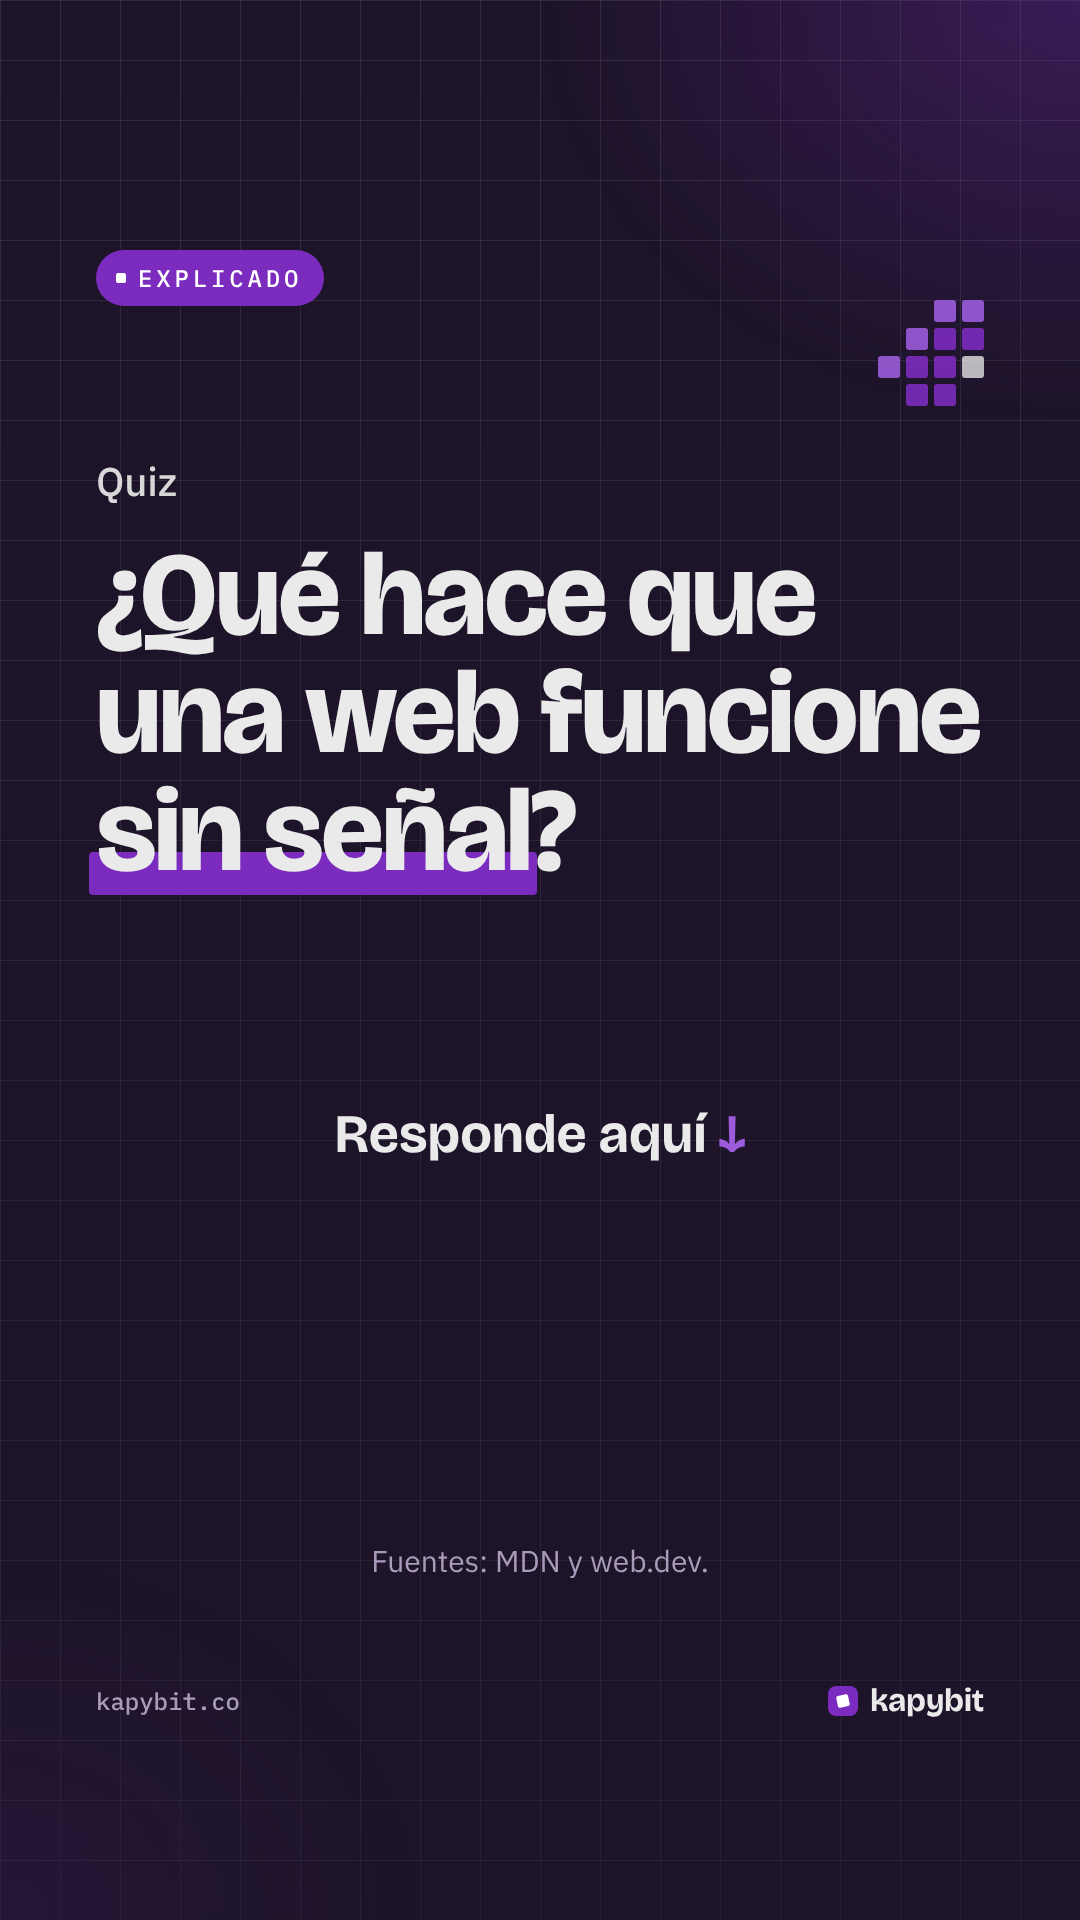 EXPLICADO
Quiz
¿Qué hace que
una web funcione
sin señal?
Responde aquí ↓
Fuentes: MDN y web.dev.
kapybit.co
kapybit